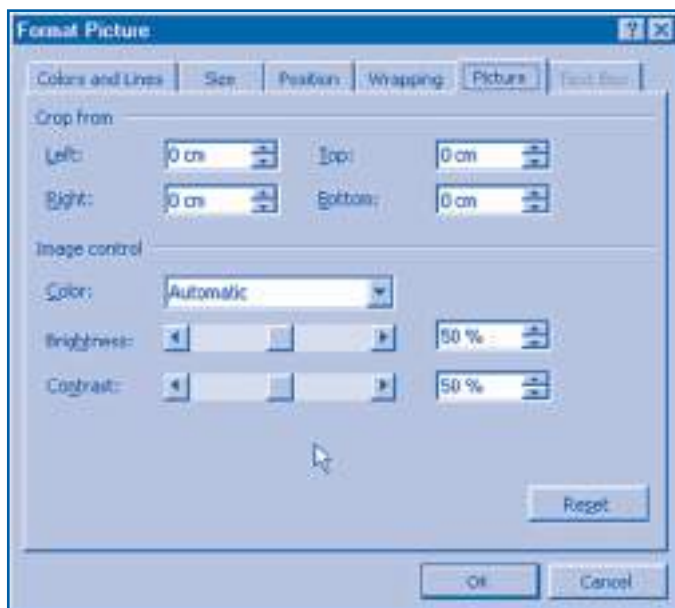 Format Picture
Colors and Lines Size Position Wrapping Picture Text Box
Crop from
Left: 0 cm Top: 0 cm
Right: 0 cm Bottom: 0 cm
Image control
Color: Automatic
Brightness: 50 %
Contrast: 50 %
Reset
OK Cancel